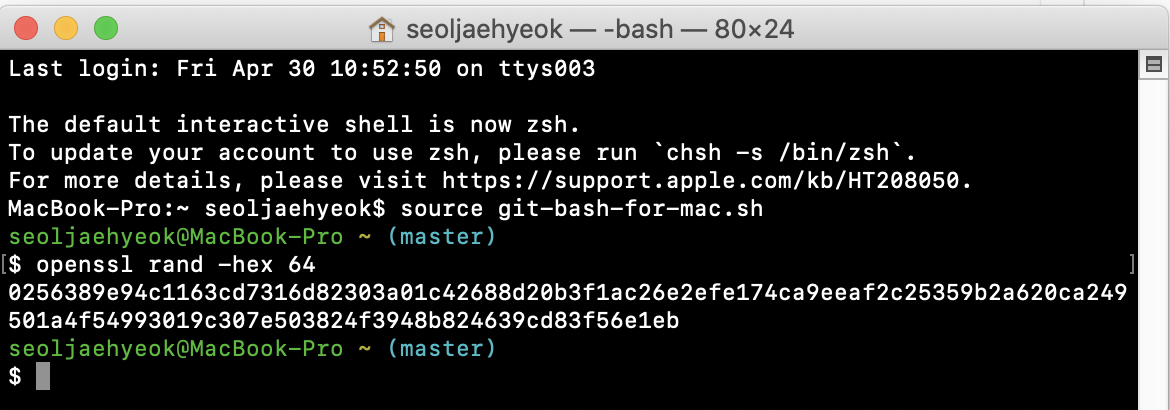 seoljaehyeok — -bash — 80×24
Last login: Fri Apr 30 10:52:50 on ttys003
The default interactive shell is now zsh.
To update your account to use zsh, please run `chsh -s /bin/zsh`.
For more details, please visit https://support.apple.com/kb/HT208050.
MacBook-Pro:~ seoljaehyeok$ source git-bash-for-mac.sh
seoljaehyeok@MacBook-Pro ~ (master)
[$ openssl rand -hex 64 ]
0256389e94c1163cd7316d82303a01c42688d20b3f1ac26e2efe174ca9eeaf2c25359b2a620ca249
501a4f54993019c307e503824f3948b824639cd83f56e1eb
seoljaehyeok@MacBook-Pro ~ (master)
$